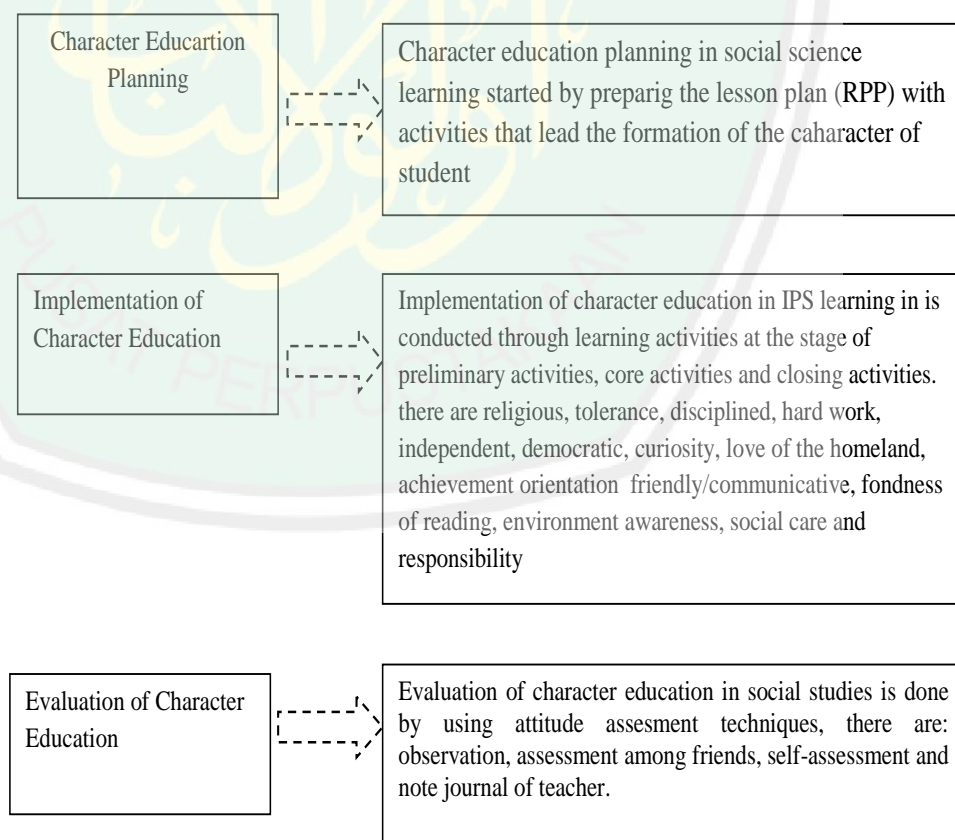 Character Educartion
Planning
Character education planning in social science
learning started by preparig the lesson plan (RPP) with
activities that lead the formation of the caharacter of
student
Implementation of
Character Education
Implementation of character education in IPS learning in is
conducted through learning activities at the stage of
preliminary activities, core activities and closing activities.
there are religious, tolerance, disciplined, hard work,
independent, democratic, curiosity, love of the homeland,
achievement orientation friendly/communicative, fondness
of reading, environment awareness, social care and
responsibility
Evaluation of Character
Education
Evaluation of character education in social studies is done
by using attitude assesment techniques, there are:
observation, assessment among friends, self-assessment and
note journal of teacher.
PUSAT PERPUSTAKAAN